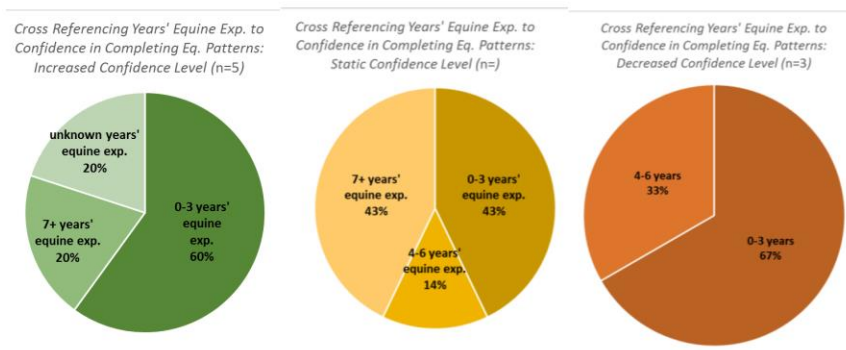 Cross Referencing Years' Equine Exp. to
Confidence in Completing Eq. Patterns:
Increased Confidence Level (n=5)
unknown years'
equine exp.
20%
7+ years'
equine exp.
20%
0-3 years'
equine
exp.
60%
Cross Referencing Years' Equine Exp. to
Confidence in Completing Eq. Patterns:
Static Confidence Level (n=)
7+ years'
equine exp.
43%
0-3 years'
equine exp.
43%
4-6 years'
equine exp.
14%
Cross Referencing Years' Equine Exp. to
Confidence in Completing Eq. Patterns:
Decreased Confidence Level (n=3)
4-6 years
33%
0-3 years
67%